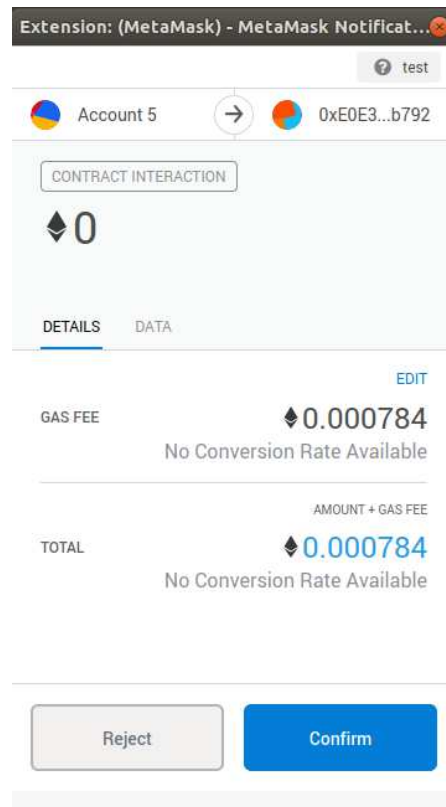 Extension: (MetaMask) - MetaMask Notificat...
test
Account 5 0xE0E3...b792
CONTRACT INTERACTION
0
DETAILS DATA
EDIT
GAS FEE 0.000784
No Conversion Rate Available
AMOUNT + GAS FEE
TOTAL 0.000784
No Conversion Rate Available
Reject Confirm